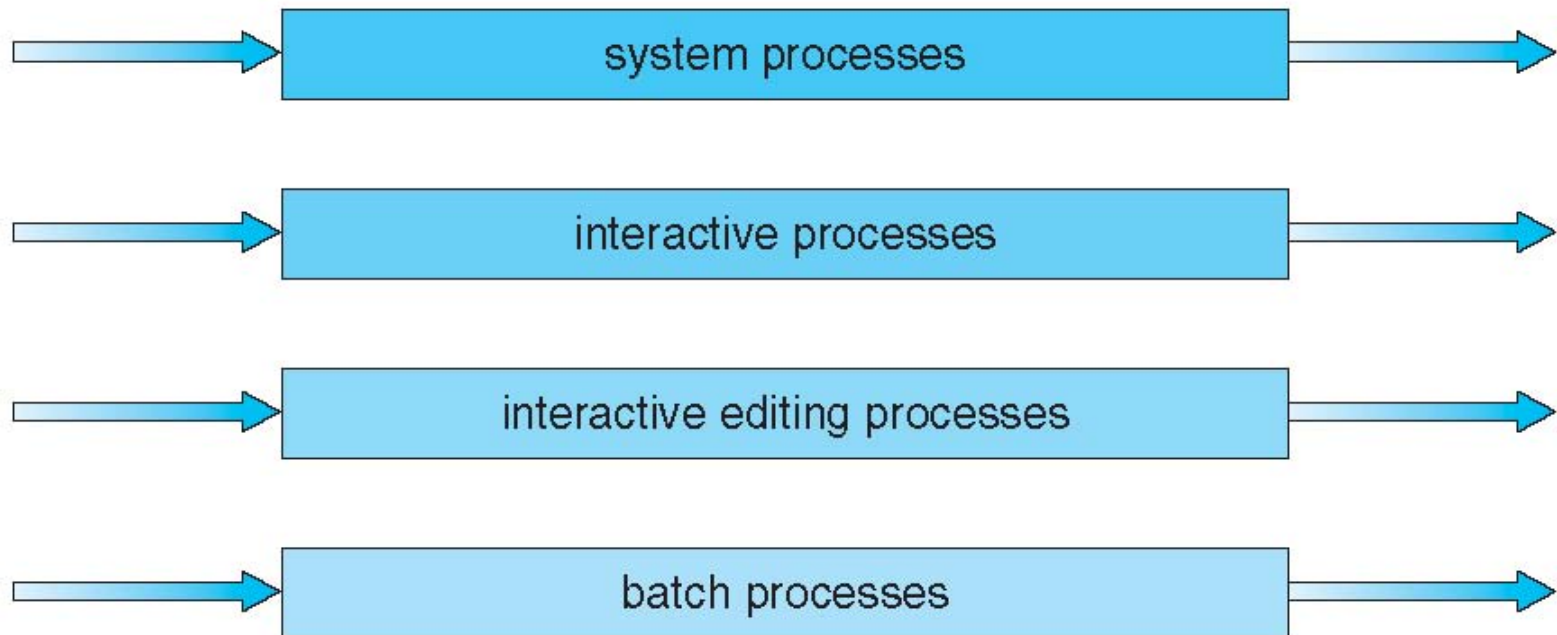 system processes
interactive processes
interactive editing processes
batch processes